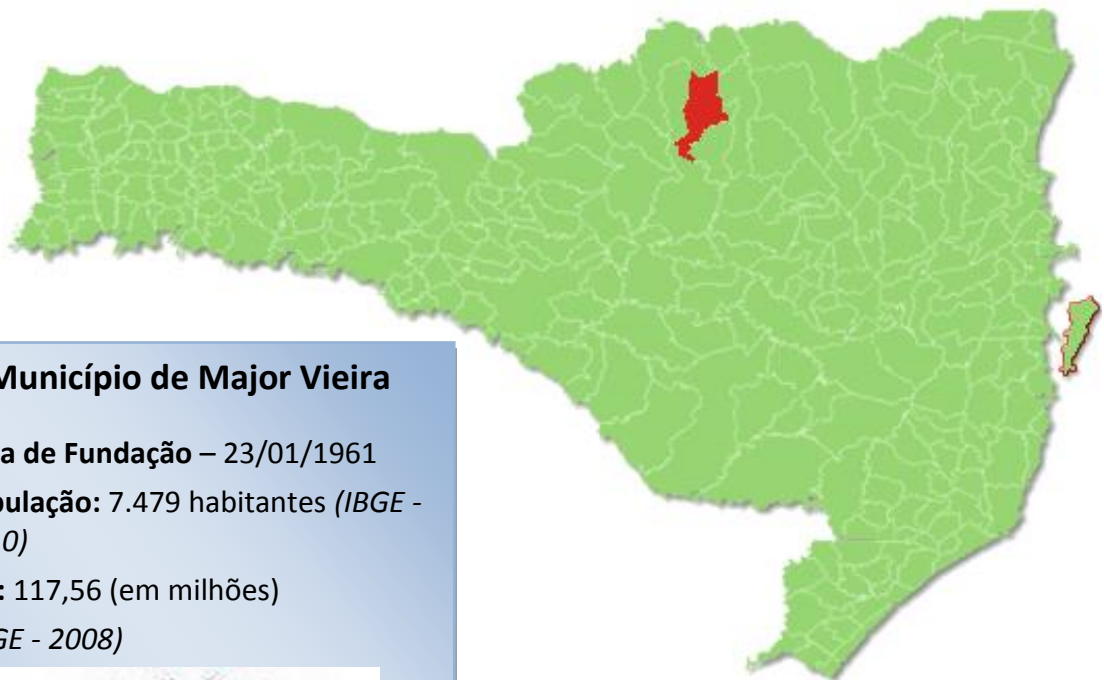 Município de Major Vieira
a de Fundação – 23/01/1961
pulação: 7.479 habitantes (IBGE -
0)
: 117,56 (em milhões)
GE - 2008)